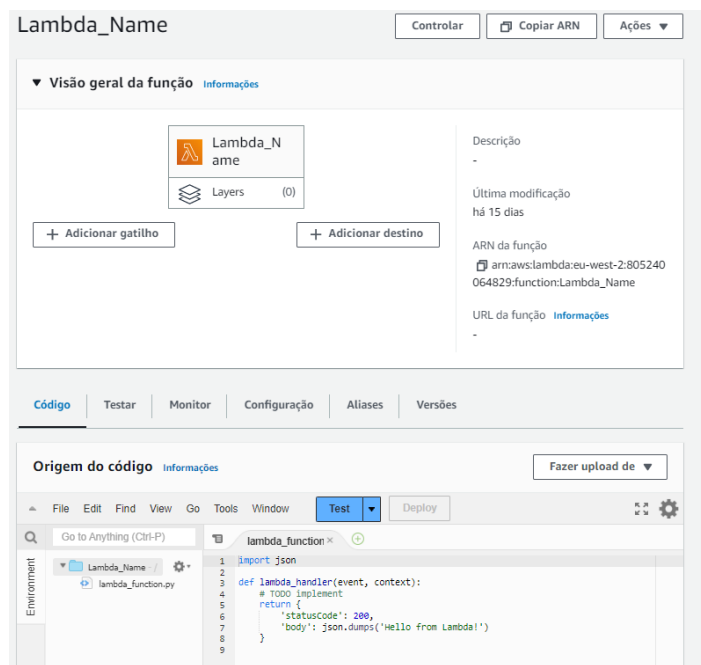 Lambda_Name
Controlar
Copiar ARN
Ações
Visão geral da função Informações
Lambda_N
ame
Layers (0)
+ Adicionar gatilho
+ Adicionar destino
Descrição
-
Última modificação
há 15 dias
ARN da função
arn:aws:lambda:eu-west-2:805240
064829:function:Lambda_Name
URL da função Informações
-
Código Testar Monitor Configuração Aliases Versões
Origem do código Informações
Fazer upload de
File Edit Find View Go Tools Window Test Deploy
Go to Anything (Ctrl-P)
lambda_function ×
Environment
Lambda_Name - /
lambda_function.py
1 import json
2
3 def lambda_handler(event, context):
4 # TODO implement
5 return {
6 'statusCode': 200,
7 'body': json.dumps('Hello from Lambda!')
8 }
9